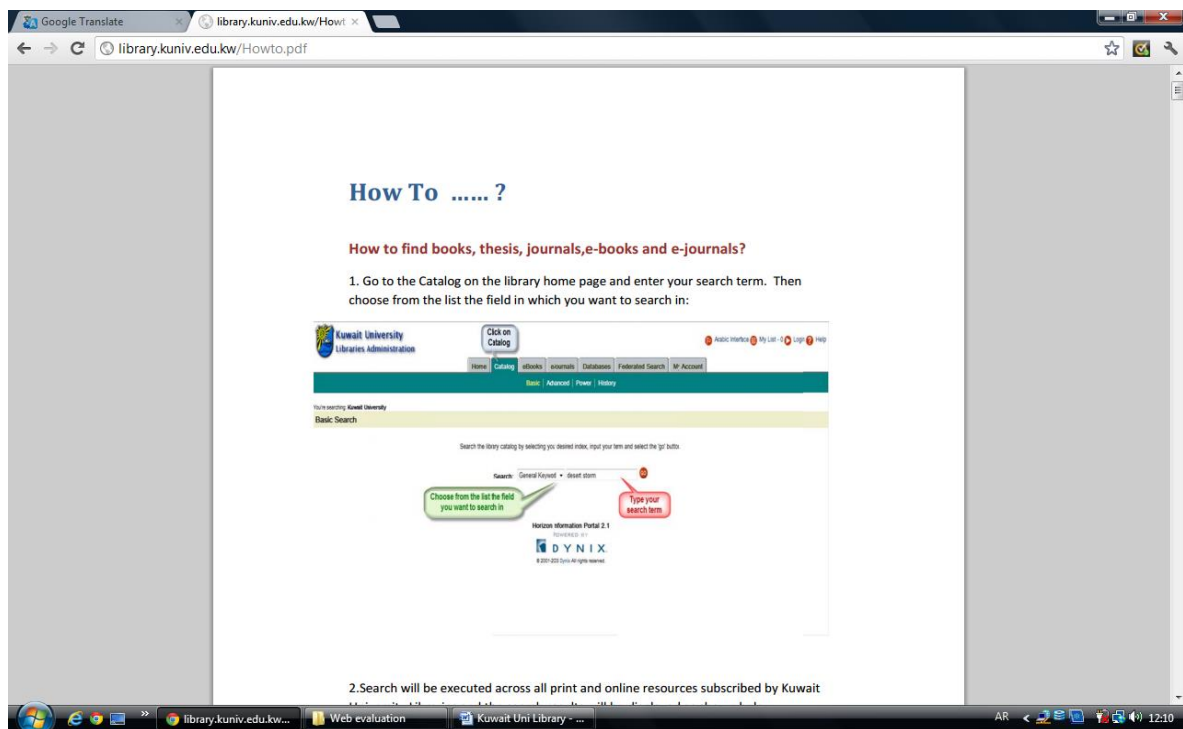 Google Translate
library.kuniv.edu.kw/Howt
library.kuniv.edu.kw/Howto.pdf
How To ...... ?
How to find books, thesis, journals,e-books and e-journals?
1. Go to the Catalog on the library home page and enter your search term. Then
choose from the list the field in which you want to search in:
Kuwait University
Libraries Administration
Click on
Catalog
Arabic Interface My List - 0 Login Help
Home Catalog eBooks eJournals Databases Federated Search My Account
Basic Advanced Power History
You're searching: Kuwait University
Basic Search
Search the library catalog by selecting you desired index, input your term and select the 'go' button
Search: General Keyword desert storm
Choose from the list the field
you want to search in
Type your
search term
Horizon Information Portal 2.1
POWERED BY
DYNIX
Dynix All rights reserved.
2.Search will be executed across all print and online resources subscribed by Kuwait
library.kuniv.edu.kw... Web evaluation Kuwait Uni Library - ... AR 12:10